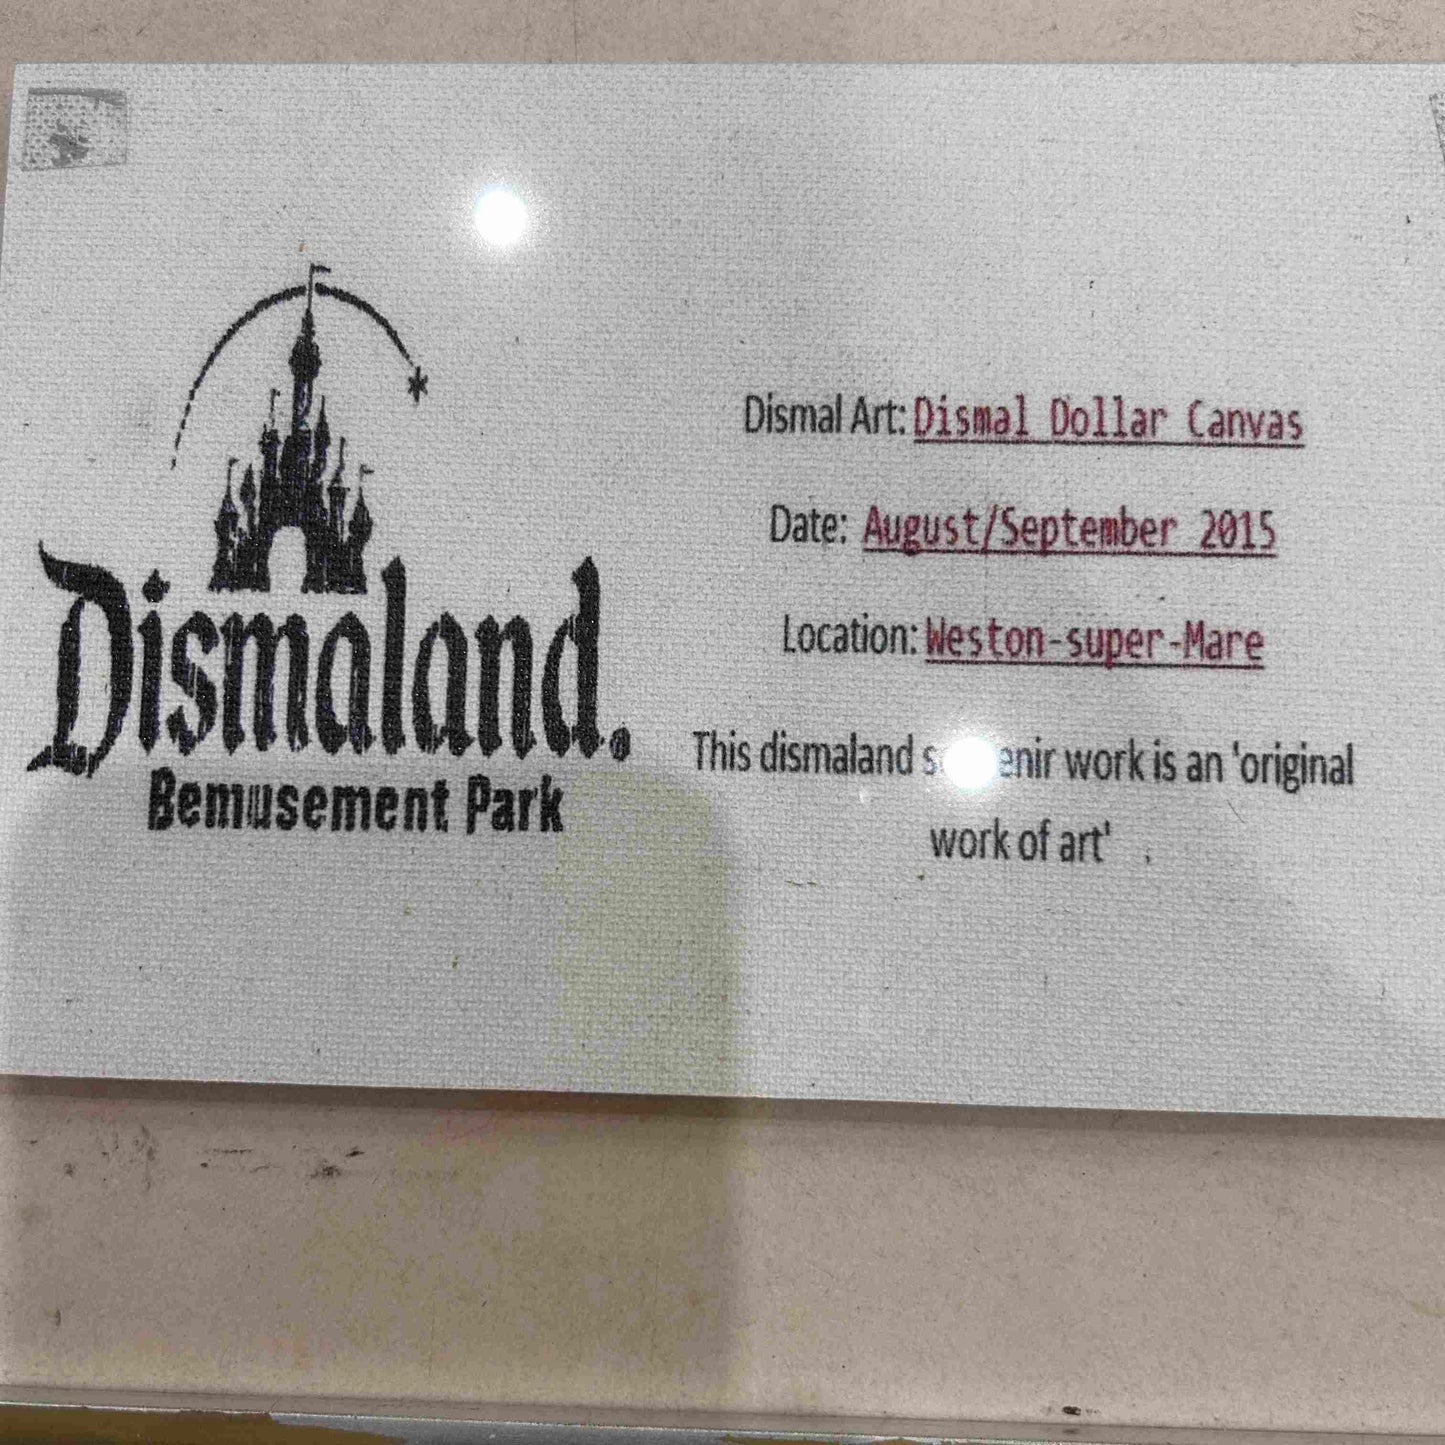 Dismaland.
Bemusement Park
Dismal Art: Dismal Dollar Canvas
Date: August/September 2015
Location: Weston-super-Mare
This dismaland work is an 'original
work of art'